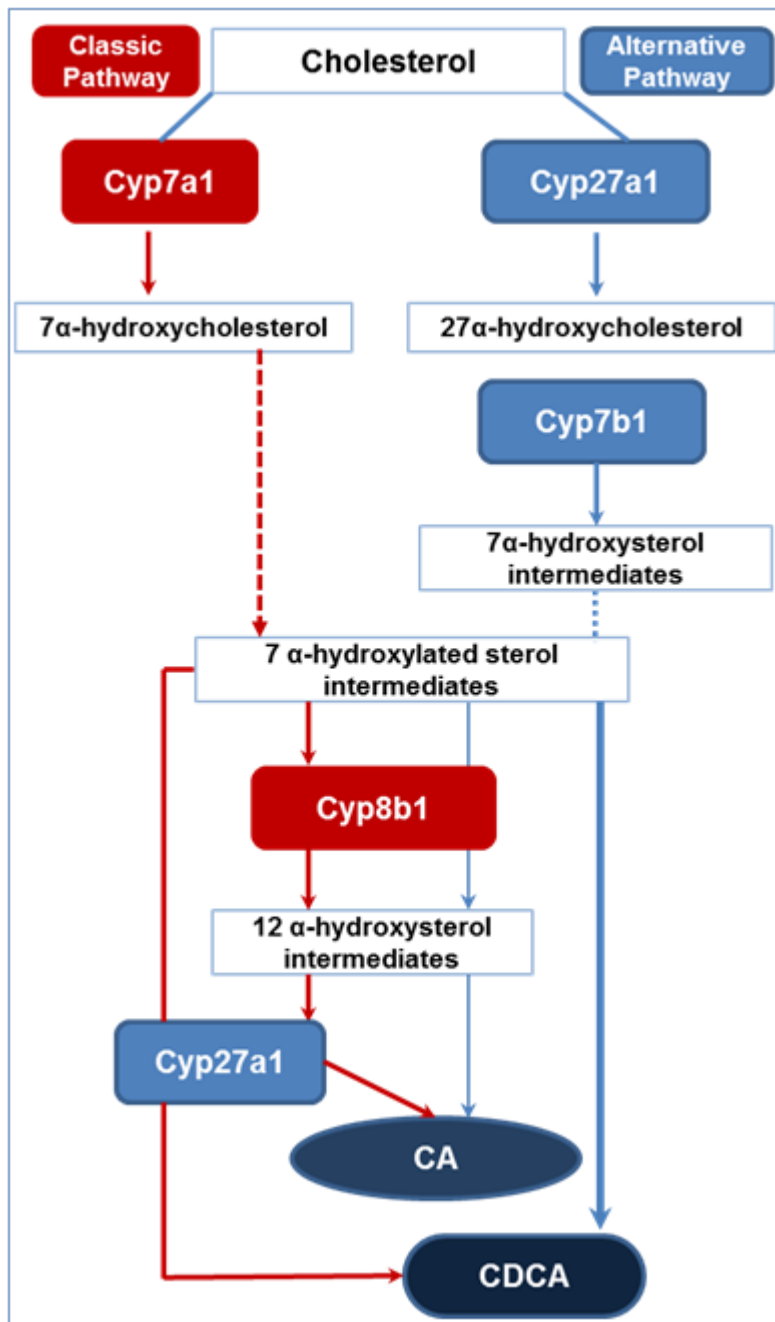 Classic
Pathway
Cholesterol
Alternative
Pathway
Cyp7a1
Cyp27a1
7α-hydroxycholesterol
27α-hydroxycholesterol
Cyp7b1
7α-hydroxysterol
intermediates
7 α-hydroxylated sterol
intermediates
Cyp8b1
12 α-hydroxysterol
intermediates
Cyp27a1
CA
CDCA